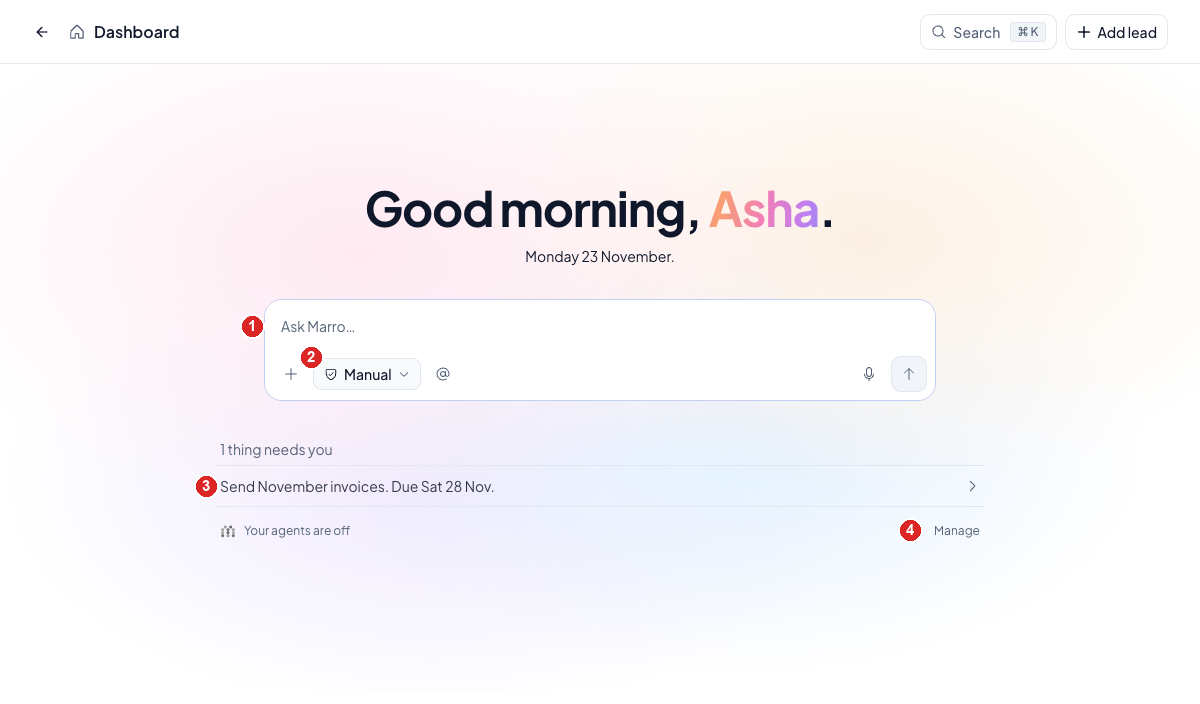 Dashboard
Search ⌘ K
+ Add lead
Good morning, Asha.
Monday 23 November.
1
Ask Marro…
2
Manual
@
1 thing needs you
3
Send November invoices. Due Sat 28 Nov.
Your agents are off
4
Manage